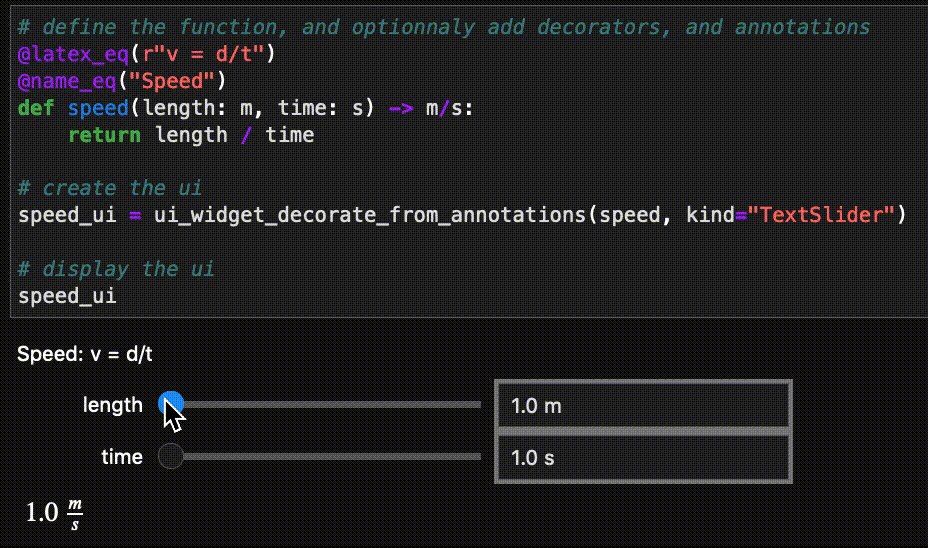 # define the function, and optionnaly add decorators, and annotations
@latex_eq(r"v = d/t")
@name_eq("Speed")
def speed(length: m, time: s) -> m/s:
    return length / time
# create the ui
speed_ui = ui_widget_decorate_from_annotations(speed, kind="TextSlider")
# display the ui
speed_ui
Speed: v = d/t
length 1.0 m
time 1.0 s
1.0 m/s